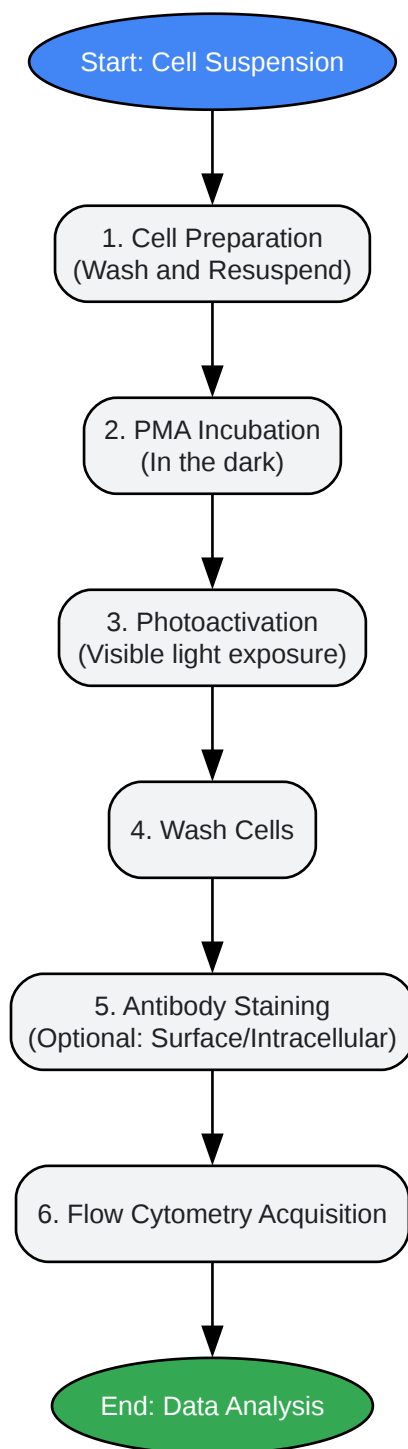 Start: Cell Suspension
1. Cell Preparation
(Wash and Resuspend)
2. PMA Incubation
(In the dark)
3. Photoactivation
(Visible light exposure)
4. Wash Cells
5. Antibody Staining
(Optional: Surface/Intracellular)
6. Flow Cytometry Acquisition
End: Data Analysis